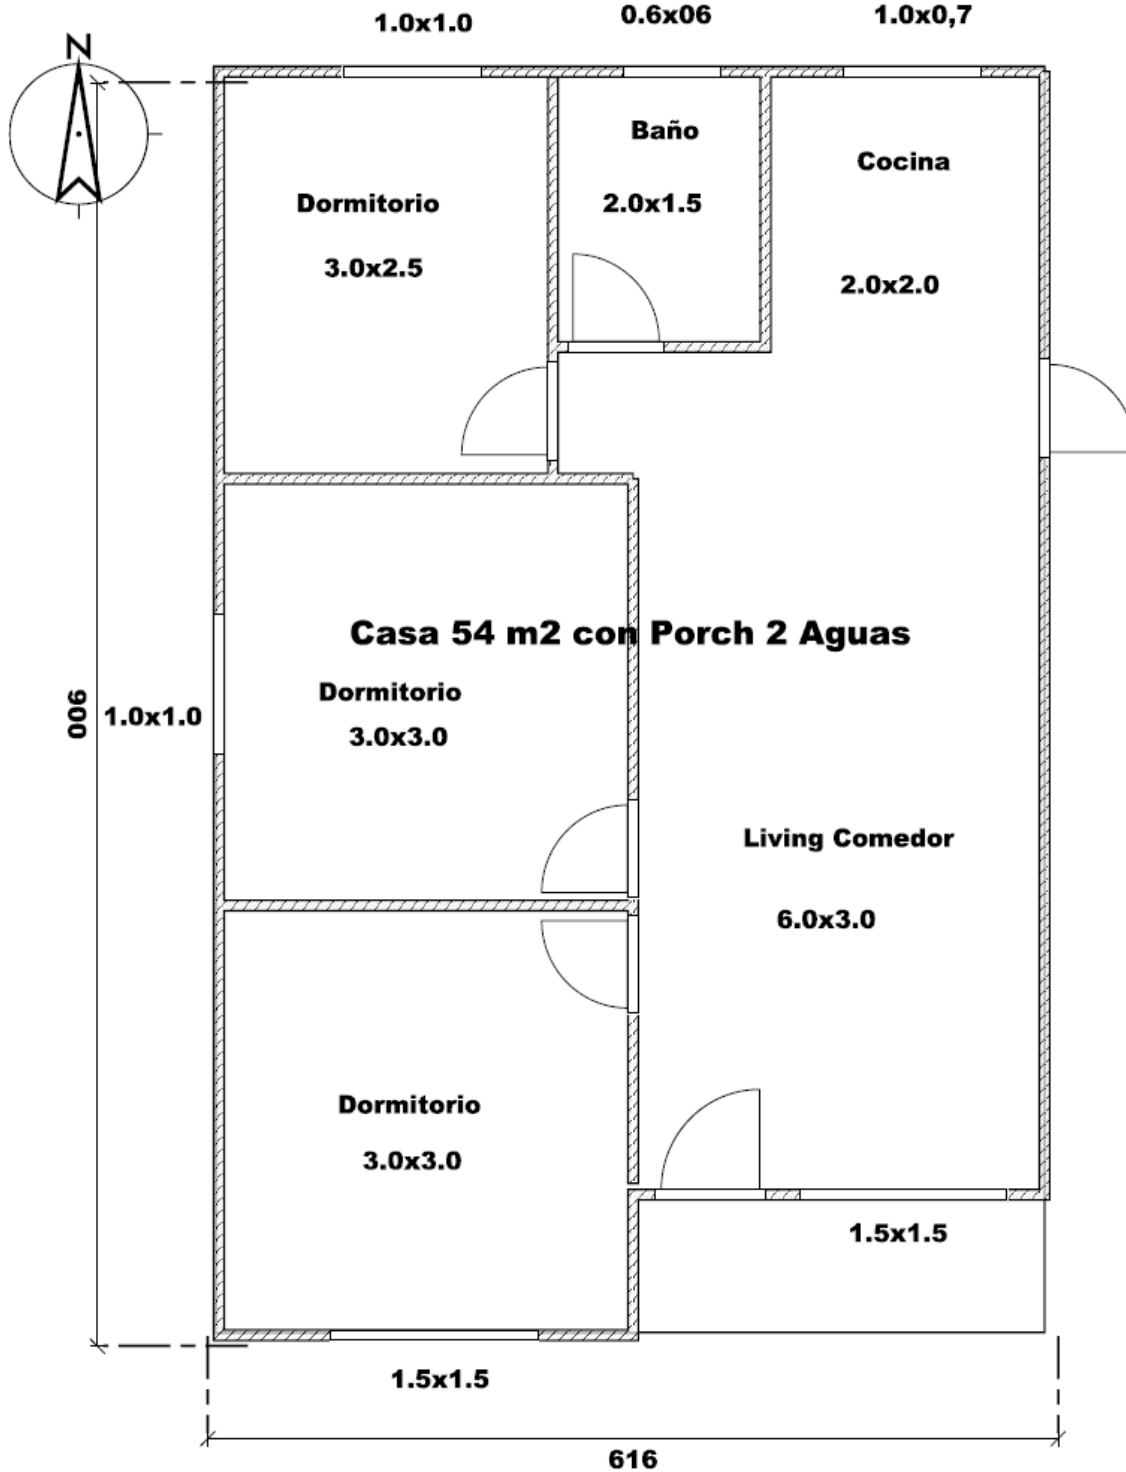 1.0x1.0
0.6x06
1.0x0,7
N
Baño
2.0x1.5
Cocina
2.0x2.0
Dormitorio
3.0x2.5
Casa 54 m2 con Porch 2 Aguas
Dormitorio
3.0x3.0
900
1.0x1.0
Living Comedor
6.0x3.0
Dormitorio
3.0x3.0
1.5x1.5
1.5x1.5
616